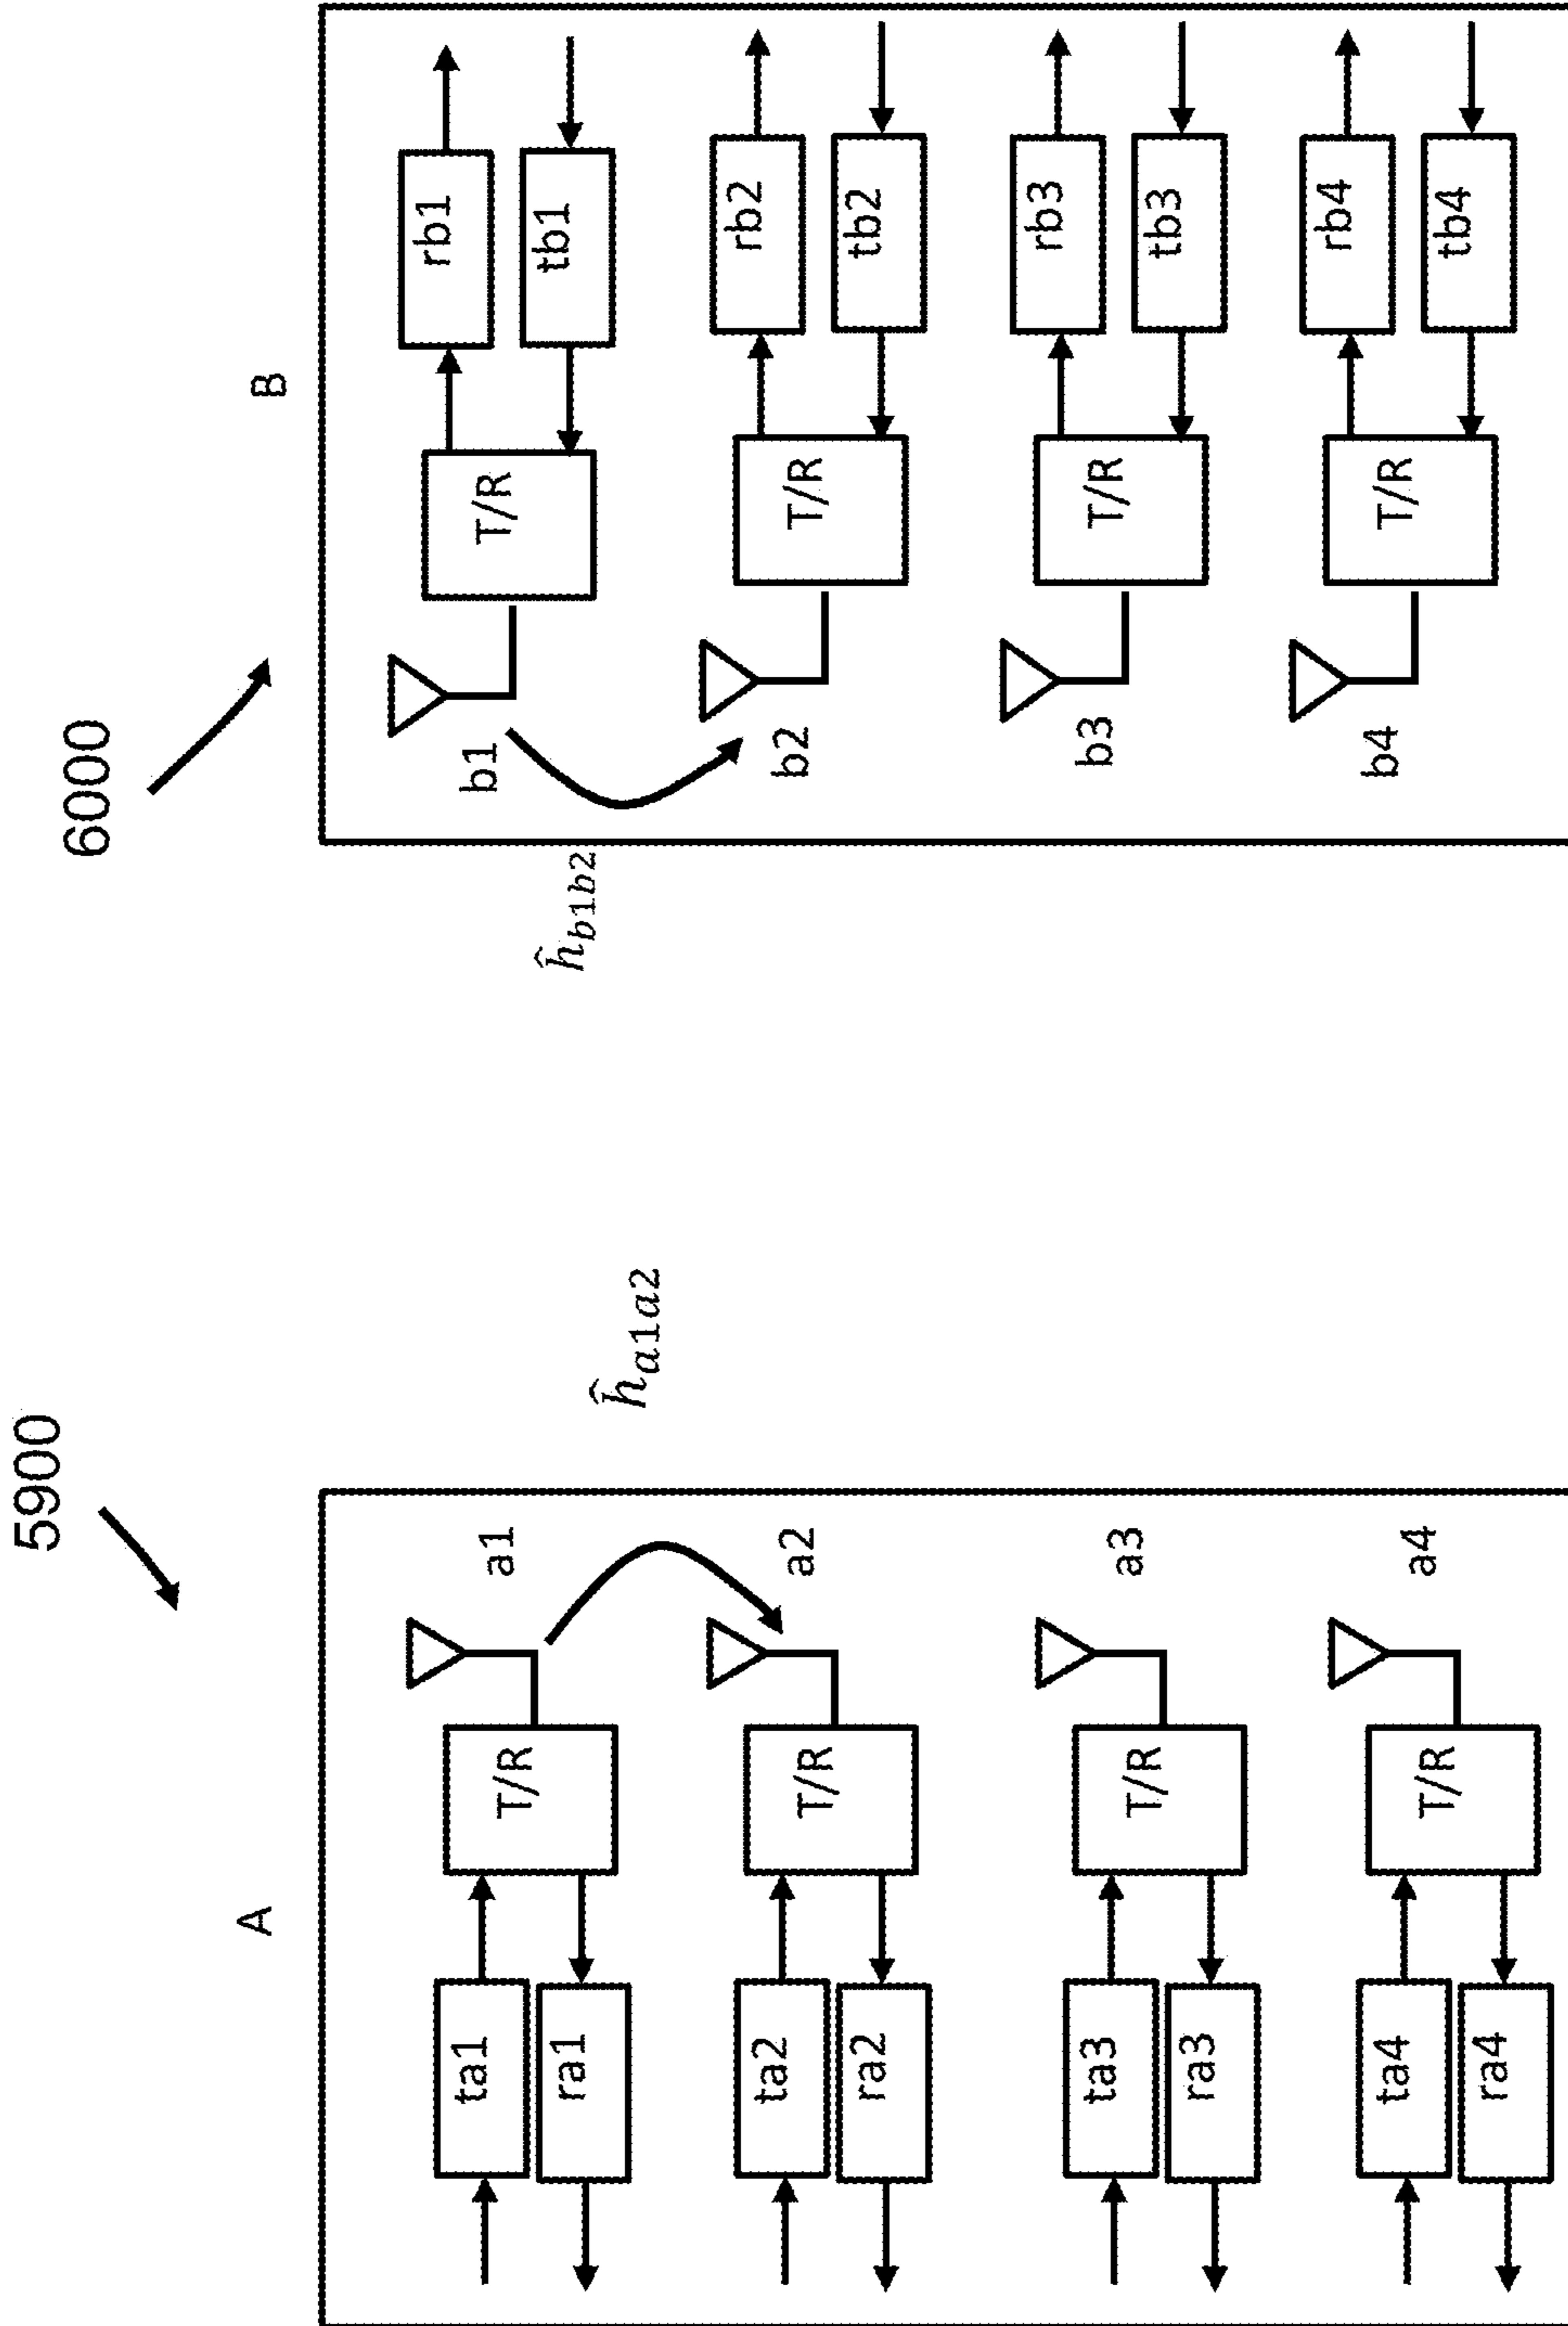 5900
6000
A
B
ta1
ra1
T/R
a1
ta2
ra2
T/R
a2
ta3
ra3
T/R
a3
ta4
ra4
T/R
a4
ĥa1a2
ĥb1b2
b1
T/R
rb1
tb1
b2
T/R
rb2
tb2
b3
T/R
rb3
tb3
b4
T/R
rb4
tb4